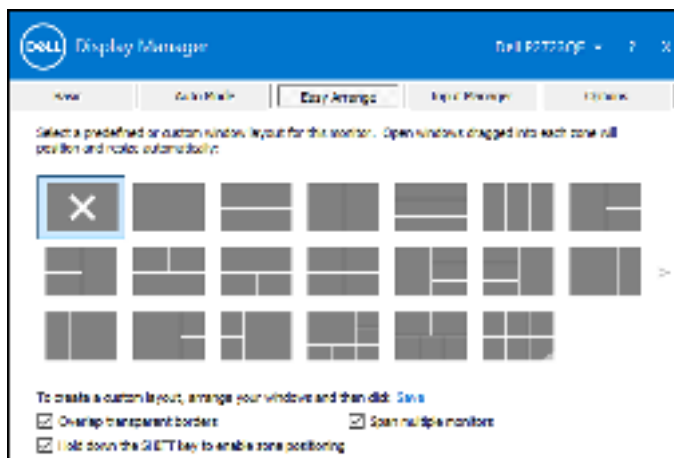 DELL Display Manager Dell P2723QE ? X
Basic Auto Mode Easy Arrange Input Manager Options
Select a predefined or custom window layout for this monitor. Open windows dragged into each zone will
position and resize automatically:
To create a custom layout, arrange your windows and then click Save
Overlap transparent borders Span multiple monitors
Hold down the SHIFT key to enable zone positioning